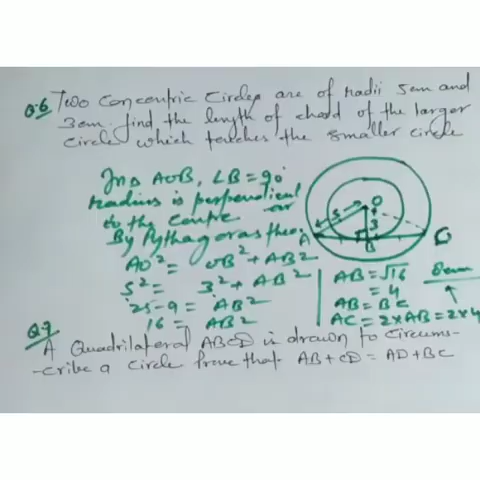 Q.6 Two concentric circles are of radii 5cm and
3cm. find the length of chord of the larger
circle which touches the smaller circle
In Δ AOB, ∠B = 90°
radius is perpendicular
to the centre
By Pythagoras theo.
AO² = OB² + AB²
5² = 3² + AB²
25-9 = AB²
16 = AB²
5
O
3
A
B
C
AB = √16
= 4
AB = BC
AC = 2×AB = 2×4
8cm
Q.7
A Quadrilateral ABCD is drawn to circums-
-cribe a circle prove that AB + CD = AD + BC